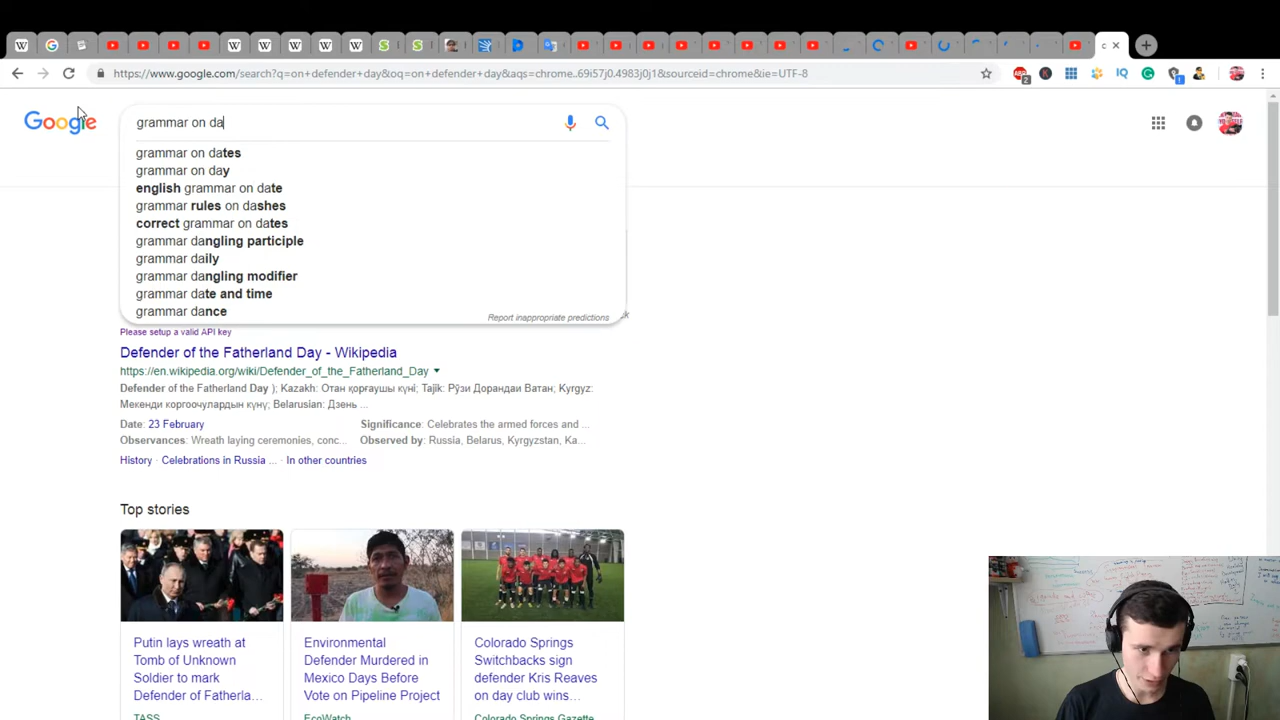 https://www.google.com/search?q=on+defender+day&oq=on+defender+day&aqs=chrome..69i57j0.4983j0j1&sourceid=chrome&ie=UTF-8
Google
grammar on da
grammar on dates
grammar on day
english grammar on date
grammar rules on dashes
correct grammar on dates
grammar dangling participle
grammar daily
grammar dangling modifier
grammar date and time
grammar dance
Report inappropriate predictions
Please setup a valid API key
Defender of the Fatherland Day - Wikipedia
https://en.wikipedia.org/wiki/Defender_of_the_Fatherland_Day
Defender of the Fatherland Day ); Kazakh: Отан қорғаушы күні; Tajik: Рӯзи Дорандаи Ватан; Kyrgyz:
Мекенди коргоочулардын күнү; Belarusian: Дзень ...
Date: 23 February
Significance: Celebrates the armed forces and ...
Observances: Wreath laying ceremonies, conc...
Observed by: Russia, Belarus, Kyrgyzstan, Ka...
History · Celebrations in Russia ... · In other countries
Top stories
Putin lays wreath at
Tomb of Unknown
Soldier to mark
Defender of Fatherla...
TASS
Environmental
Defender Murdered in
Mexico Days Before
Vote on Pipeline Project
EcoWatch
Colorado Springs
Switchbacks sign
defender Kris Reaves
on day club wins...
Colorado Springs Gazette